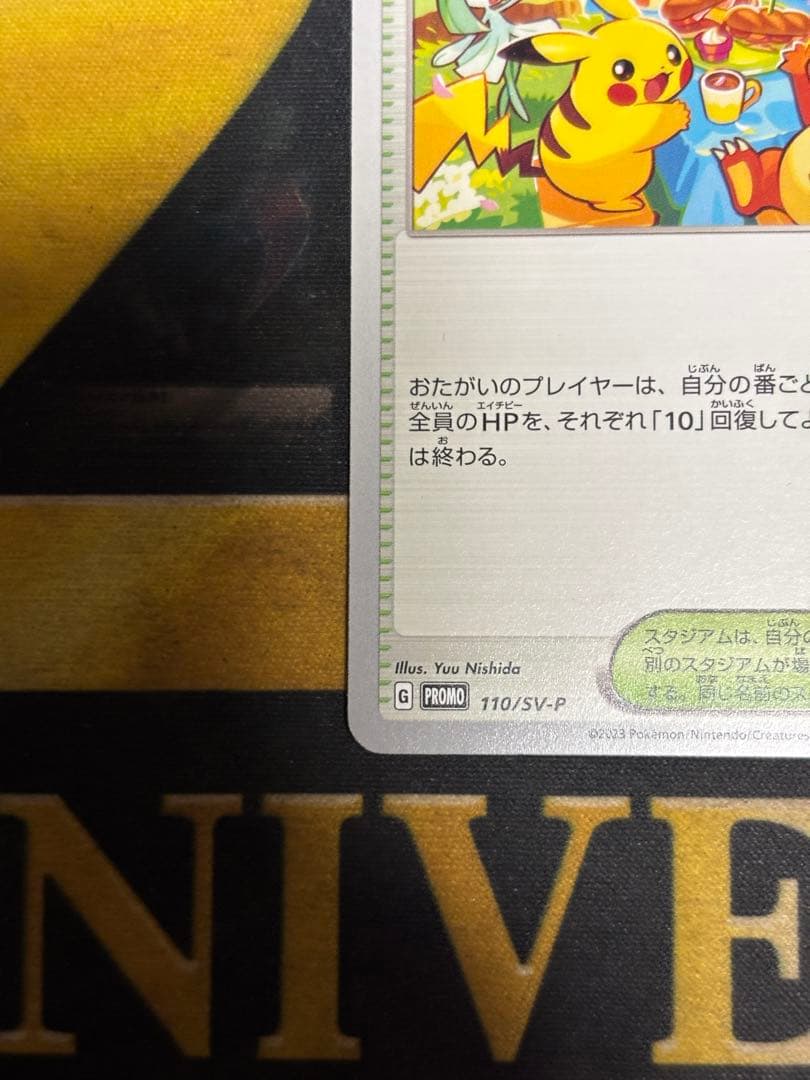 おたがいのプレイヤーは、自分の番ごと
全員のHPを、それぞれ「10」回復してよ
は終わる。
スタジアムは、自分の
別のスタジアムが場
する。同じ名前のス
Illus. Yuu Nishida
G PROMO 110/SV-P
©2023 Pokémon/Nintendo/Creatures
NIVE